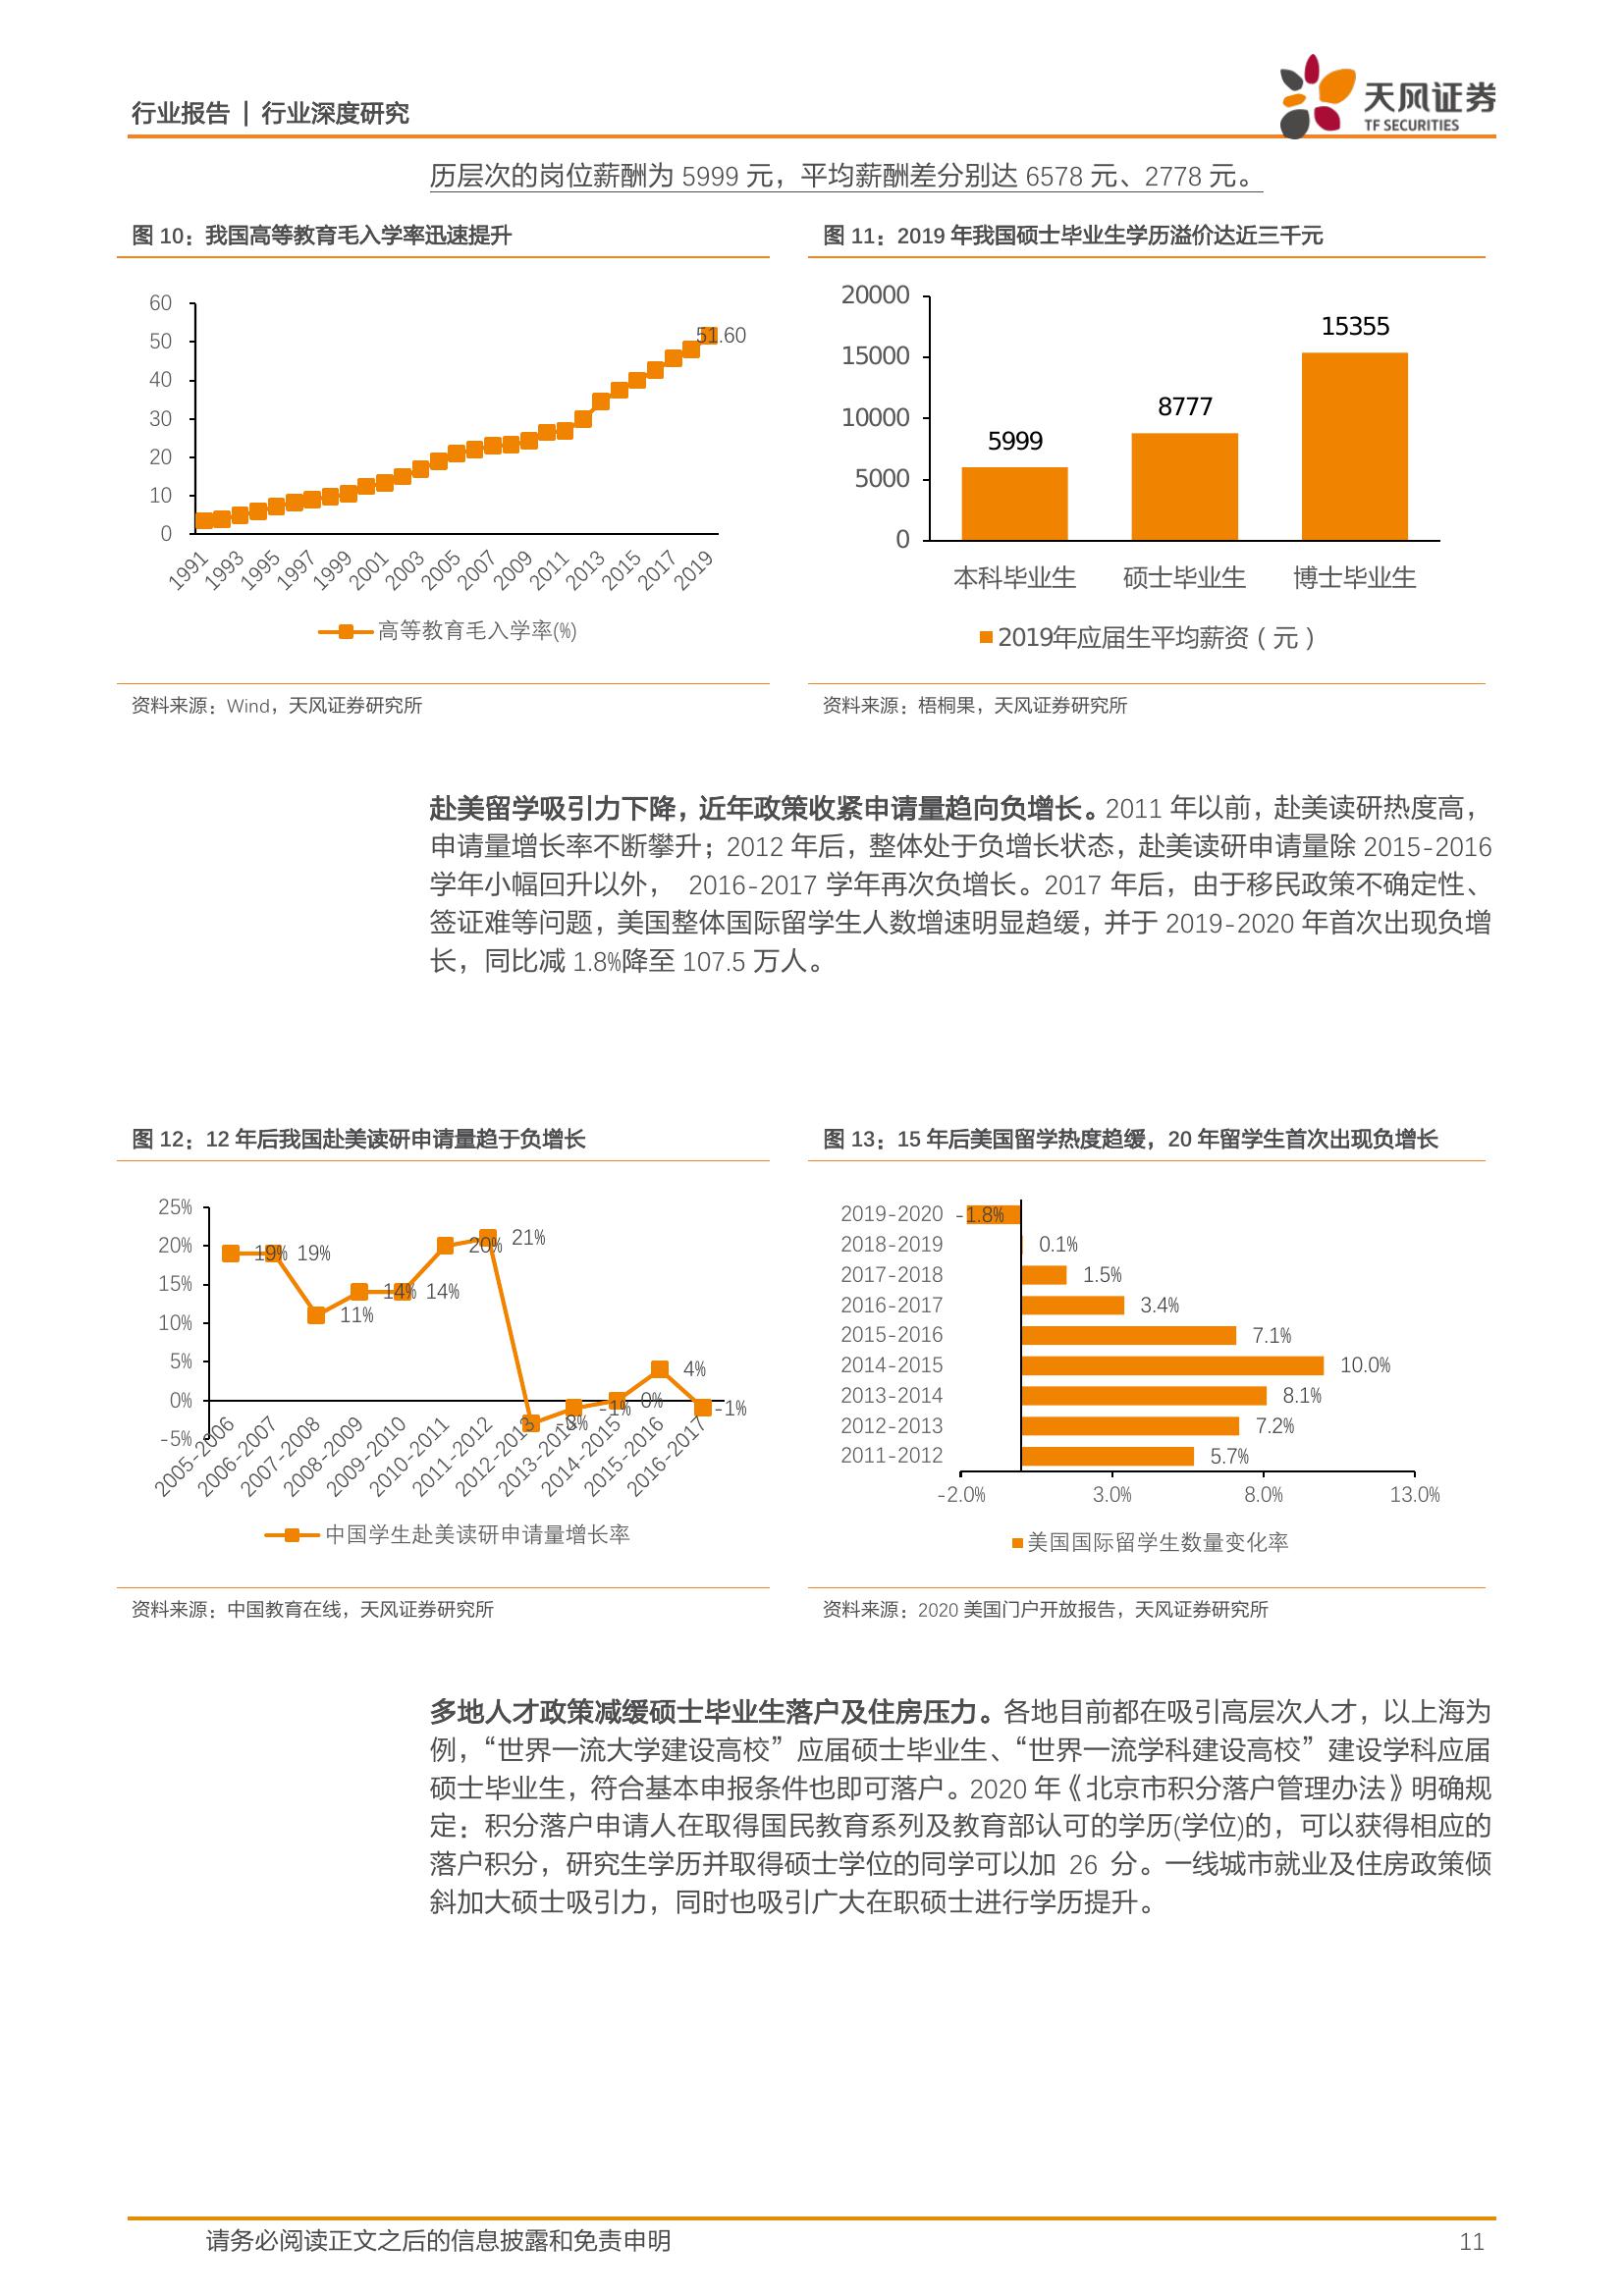 行业报告 | 行业深度研究
天风证券
TF SECURITIES
历层次的岗位薪酬为 5999 元，平均薪酬差分别达 6578 元、2778 元。
图 10：我国高等教育毛入学率迅速提升
60
50
40
30
20
10
0
51.60
1991
1993
1995
1997
1999
2001
2003
2005
2007
2009
2011
2013
2015
2017
2019
高等教育毛入学率(%)
资料来源：Wind，天风证券研究所
图 11：2019 年我国硕士毕业生学历溢价达近三千元
20000
15000
10000
5000
0
5999
8777
15355
本科毕业生
硕士毕业生
博士毕业生
2019年应届生平均薪资（元）
资料来源：梧桐果，天风证券研究所
赴美留学吸引力下降，近年政策收紧申请量趋向负增长。2011 年以前，赴美读研热度高，
申请量增长率不断攀升；2012 年后，整体处于负增长状态，赴美读研申请量除 2015-2016
学年小幅回升以外， 2016-2017 学年再次负增长。2017 年后，由于移民政策不确定性、
签证难等问题，美国整体国际留学生人数增速明显趋缓，并于 2019-2020 年首次出现负增
长，同比减 1.8%降至 107.5 万人。
图 12：12 年后我国赴美读研申请量趋于负增长
25%
20%
15%
10%
5%
0%
-5%
19%
19%
11%
14%
14%
20%
21%
-3%
-1%
0%
4%
-1%
2005-2006
2006-2007
2007-2008
2008-2009
2009-2010
2010-2011
2011-2012
2012-2013
2013-2014
2014-2015
2015-2016
2016-2017
中国学生赴美读研申请量增长率
资料来源：中国教育在线，天风证券研究所
图 13：15 年后美国留学热度趋缓，20 年留学生首次出现负增长
2019-2020 -1.8%
2018-2019 0.1%
2017-2018 1.5%
2016-2017 3.4%
2015-2016 7.1%
2014-2015 10.0%
2013-2014 8.1%
2012-2013 7.2%
2011-2012 5.7%
-2.0% 3.0% 8.0% 13.0%
美国国际留学生数量变化率
资料来源：2020 美国门户开放报告，天风证券研究所
多地人才政策减缓硕士毕业生落户及住房压力。各地目前都在吸引高层次人才，以上海为
例，“世界一流大学建设高校” 应届硕士毕业生、“世界一流学科建设高校” 建设学科应届
硕士毕业生，符合基本申报条件也即可落户。2020 年《北京市积分落户管理办法》明确规
定：积分落户申请人在取得国民教育系列及教育部认可的学历(学位)的，可以获得相应的
落户积分，研究生学历并取得硕士学位的同学可以加 26 分。一线城市就业及住房政策倾
斜加大硕士吸引力，同时也吸引广大在职硕士进行学历提升。
请务必阅读正文之后的信息披露和免责申明
11